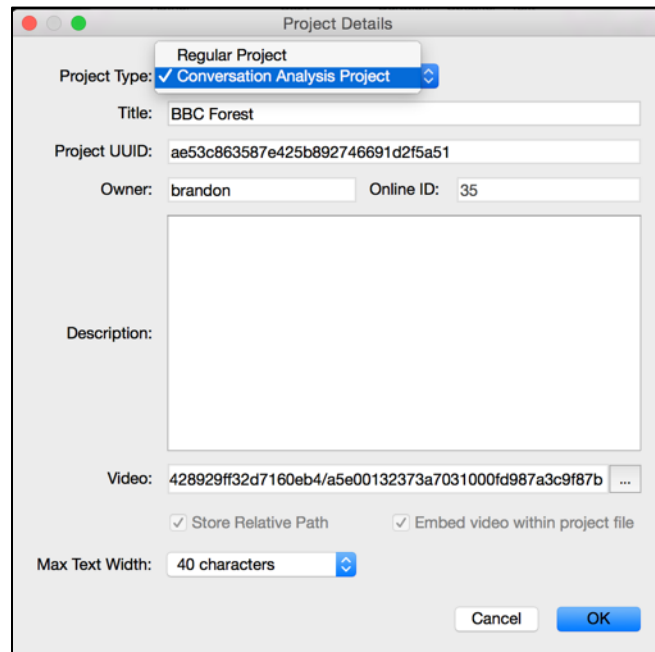 Project Details
Regular Project
Project Type: ✓ Conversation Analysis Project
Title: BBC Forest
Project UUID: ae53c863587e425b892746691d2f5a51
Owner: brandon Online ID: 35
Description:
Video: 428929ff32d7160eb4/a5e00132373a7031000fd987a3c9f87b ...
✓ Store Relative Path ✓ Embed video within project file
Max Text Width: 40 characters
Cancel OK